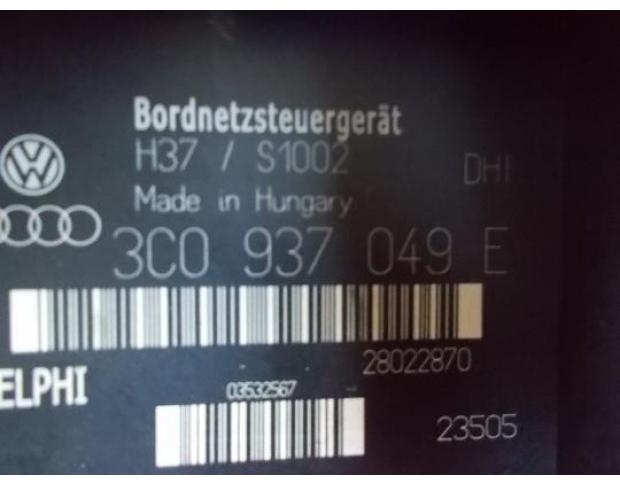 Bordnetzsteuergerät
H37 / S1002 DHI
Made in Hungary
3C0 937 049 E
28022870
ELPHI
03532567
23505